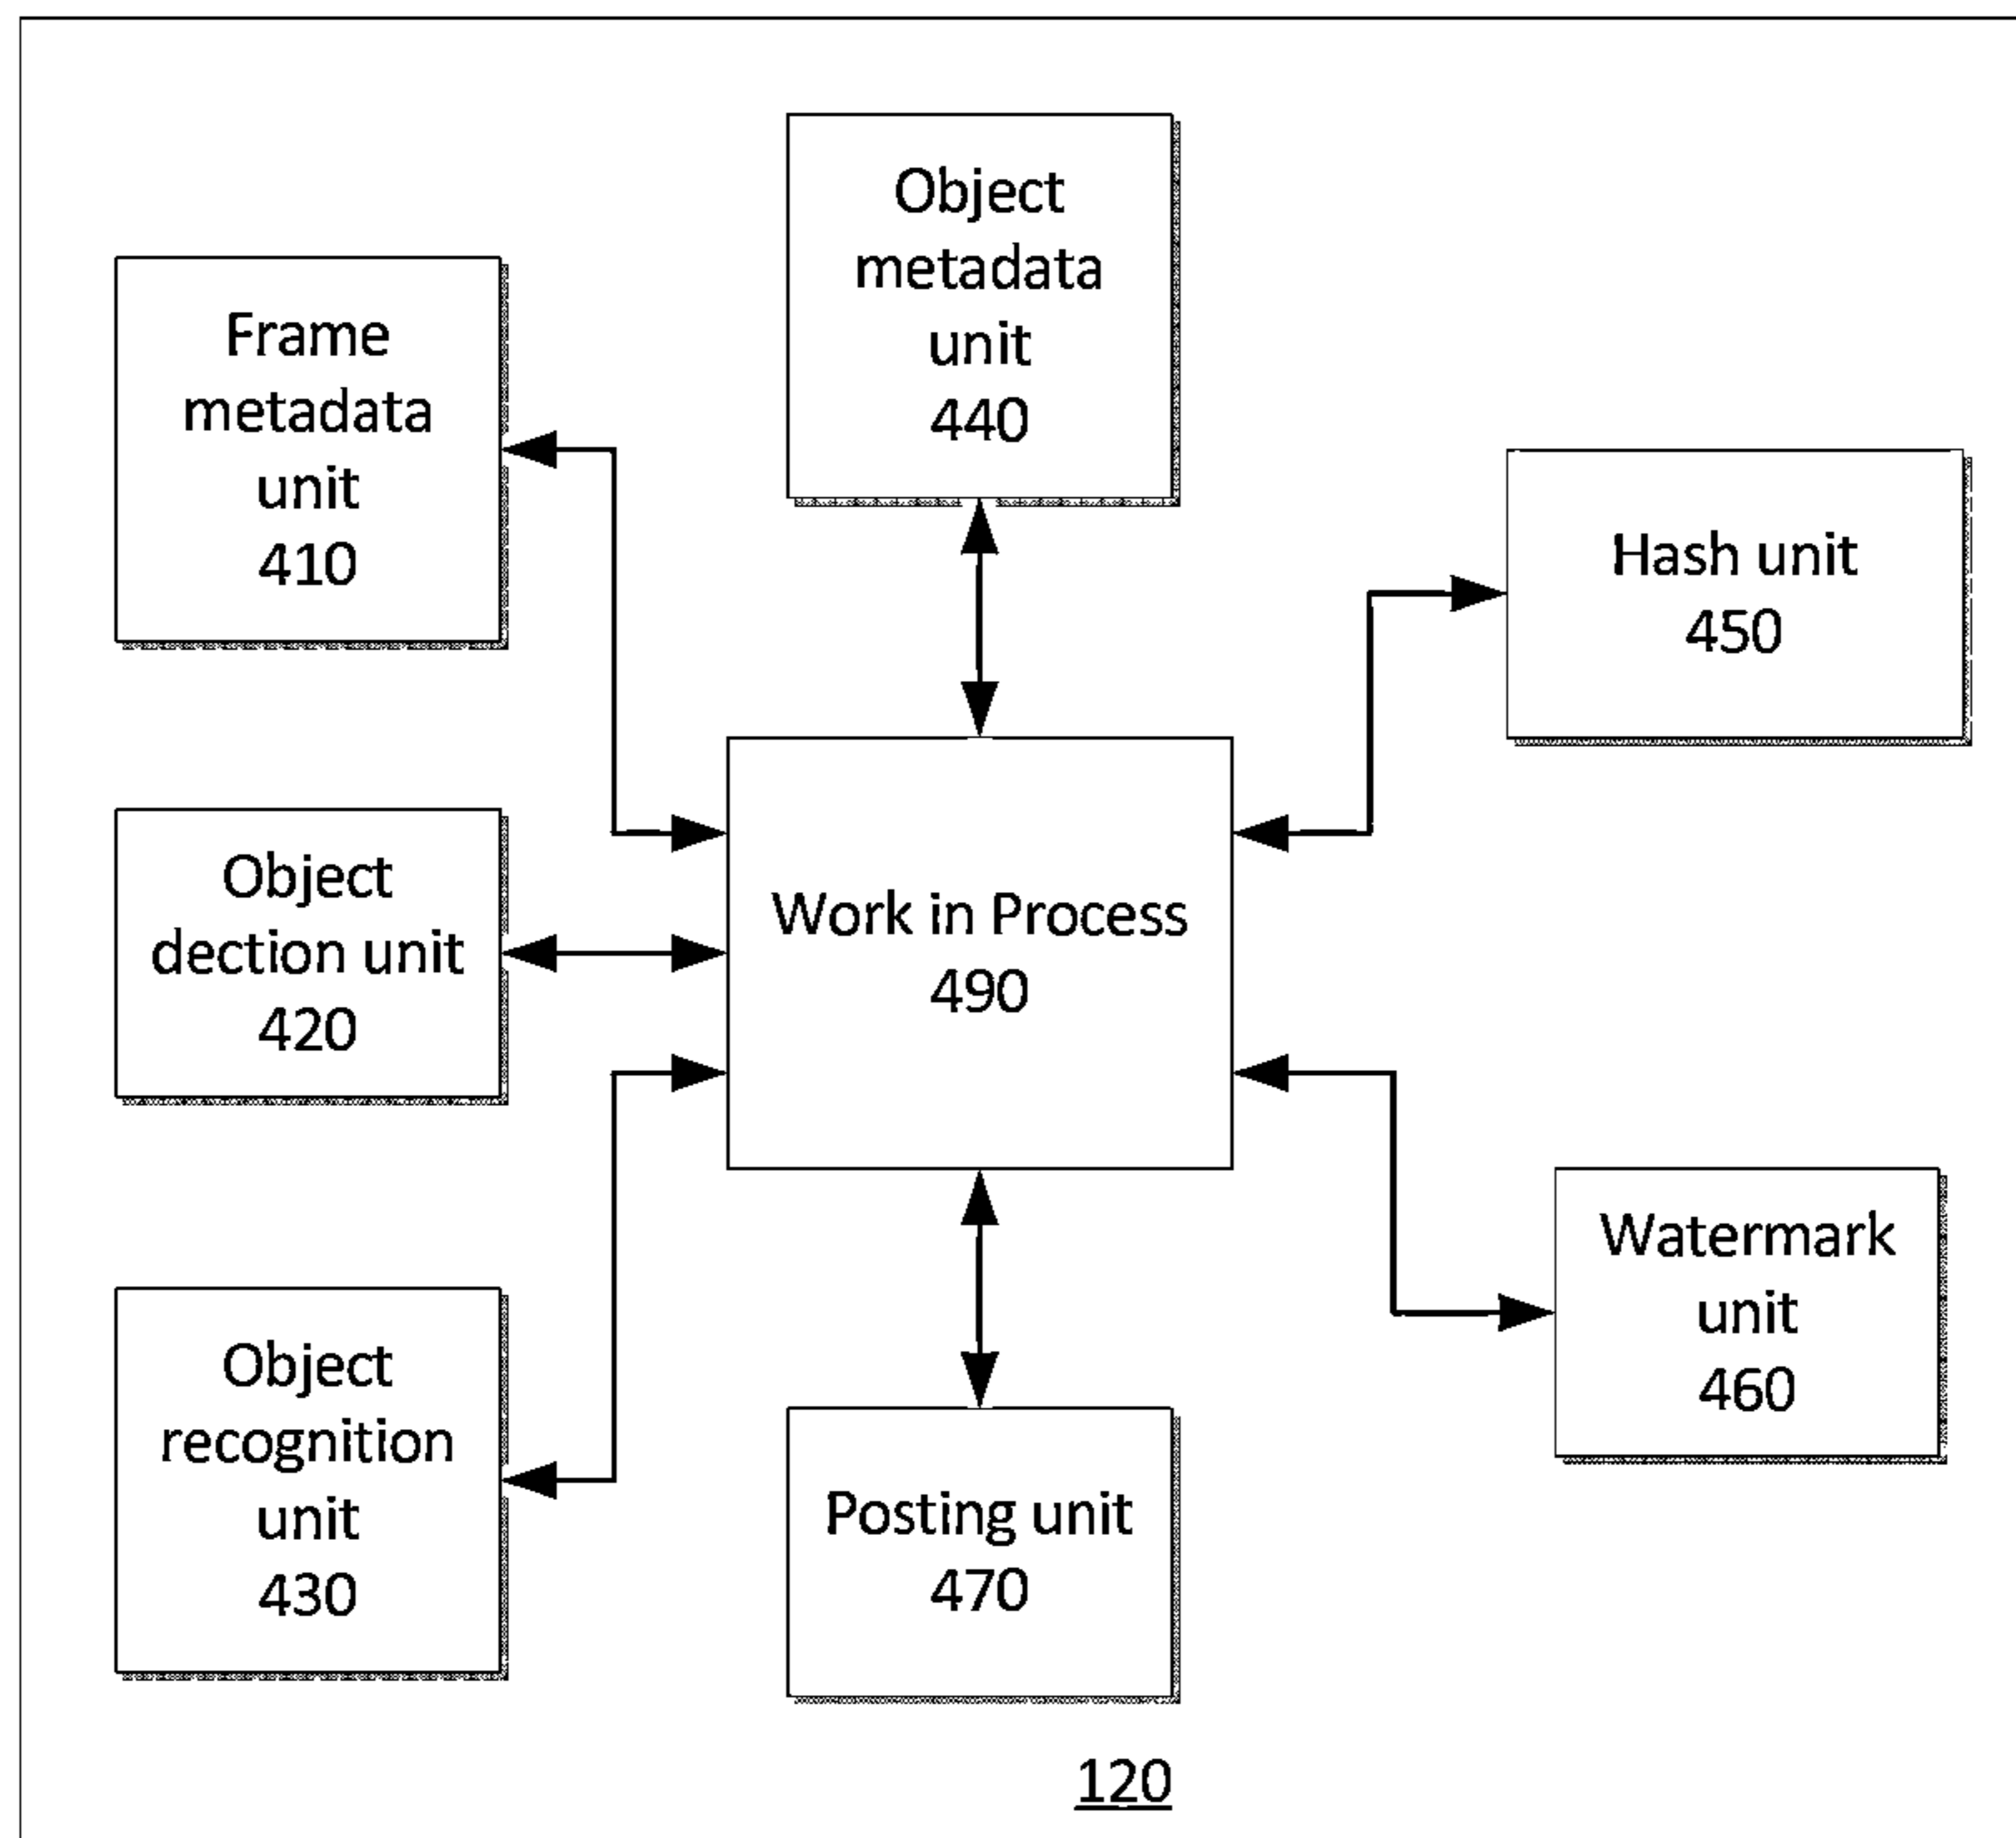 Frame
metadata
unit
410
Object
metadata
unit
440
Hash unit
450
Object
dection unit
420
Work in Process
490
Object
recognition
unit
430
Posting unit
470
Watermark
unit
460
120